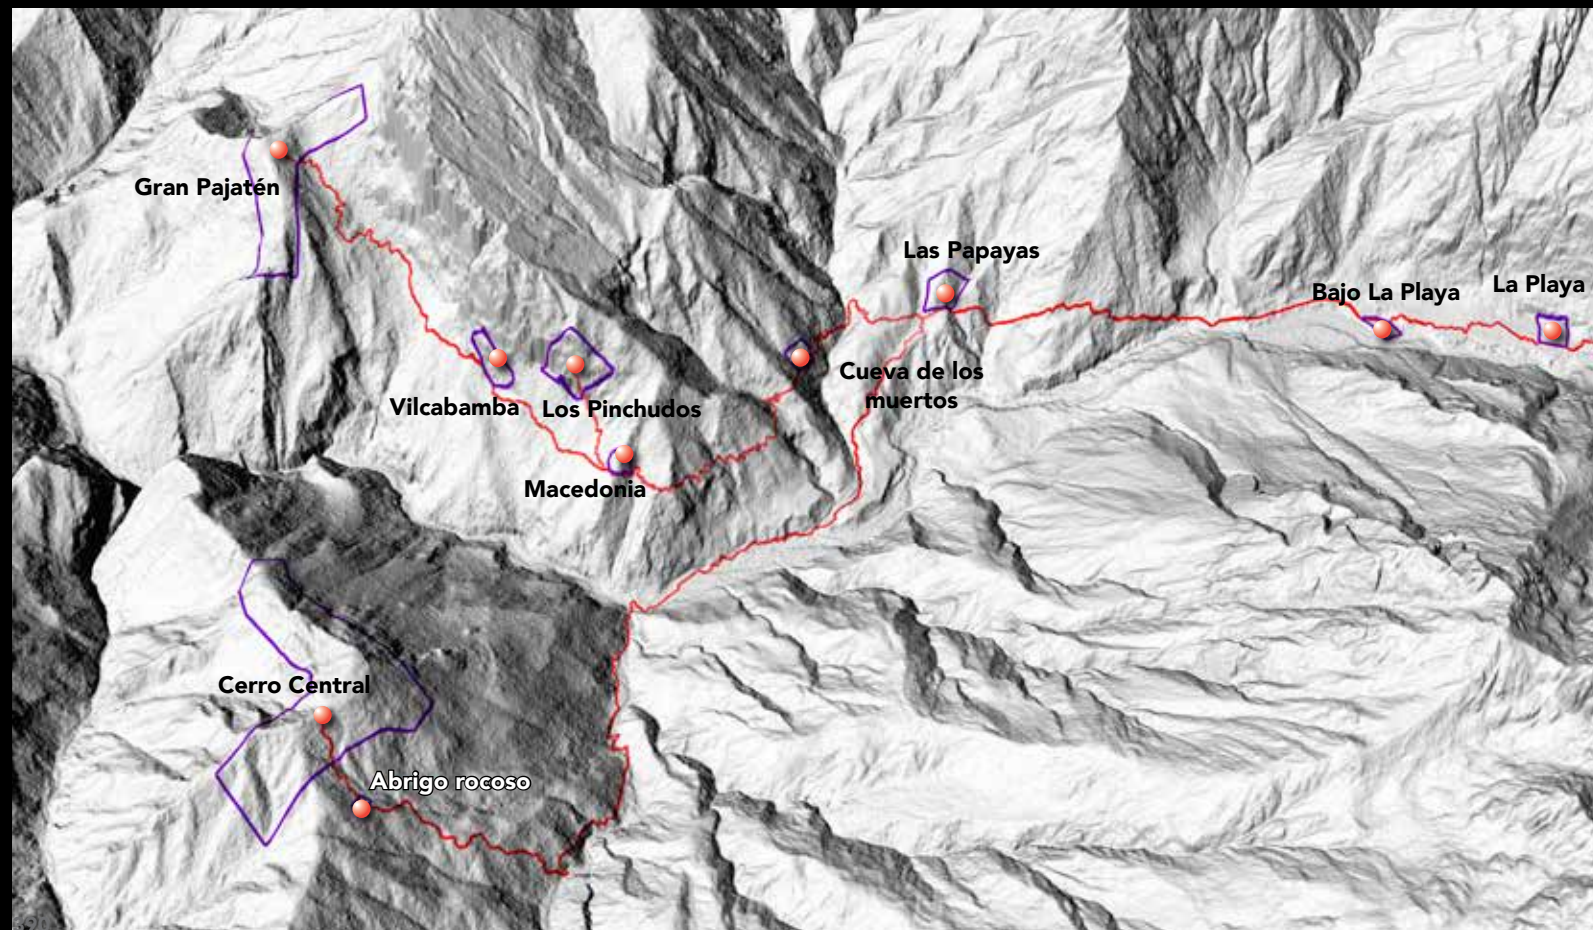 Gran Pajatén
Las Papayas
La Playa
Bajo La Playa
Cueva de los
muertos
Vilcabamba
Los Pinchudos
Macedonia
Cerro Central
Abrigo rocoso